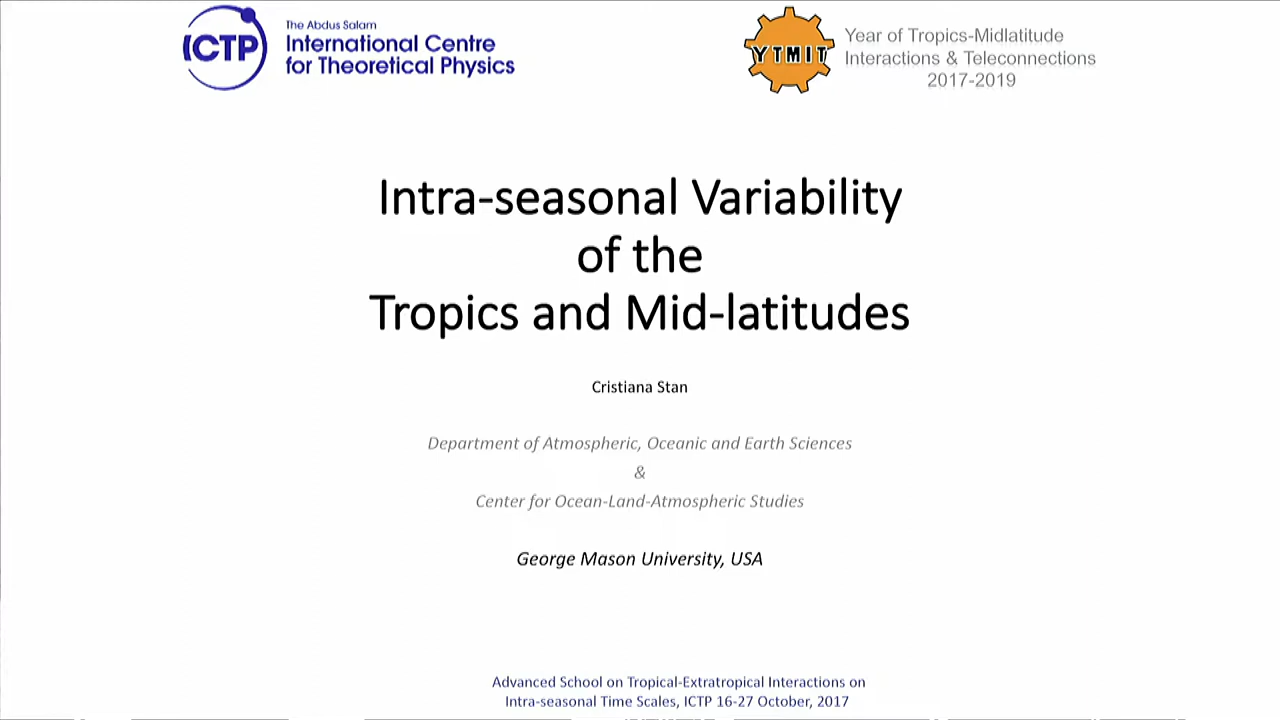 The Abdus Salam
ICTP
International Centre
for Theoretical Physics
YTMIT
Year of Tropics-Midlatitude
Interactions & Teleconnections
2017-2019
Intra-seasonal Variability
of the
Tropics and Mid-latitudes
Cristiana Stan
Department of Atmospheric, Oceanic and Earth Sciences
&
Center for Ocean-Land-Atmospheric Studies
George Mason University, USA
Advanced School on Tropical-Extratropical Interactions on
Intra-seasonal Time Scales, ICTP 16-27 October, 2017